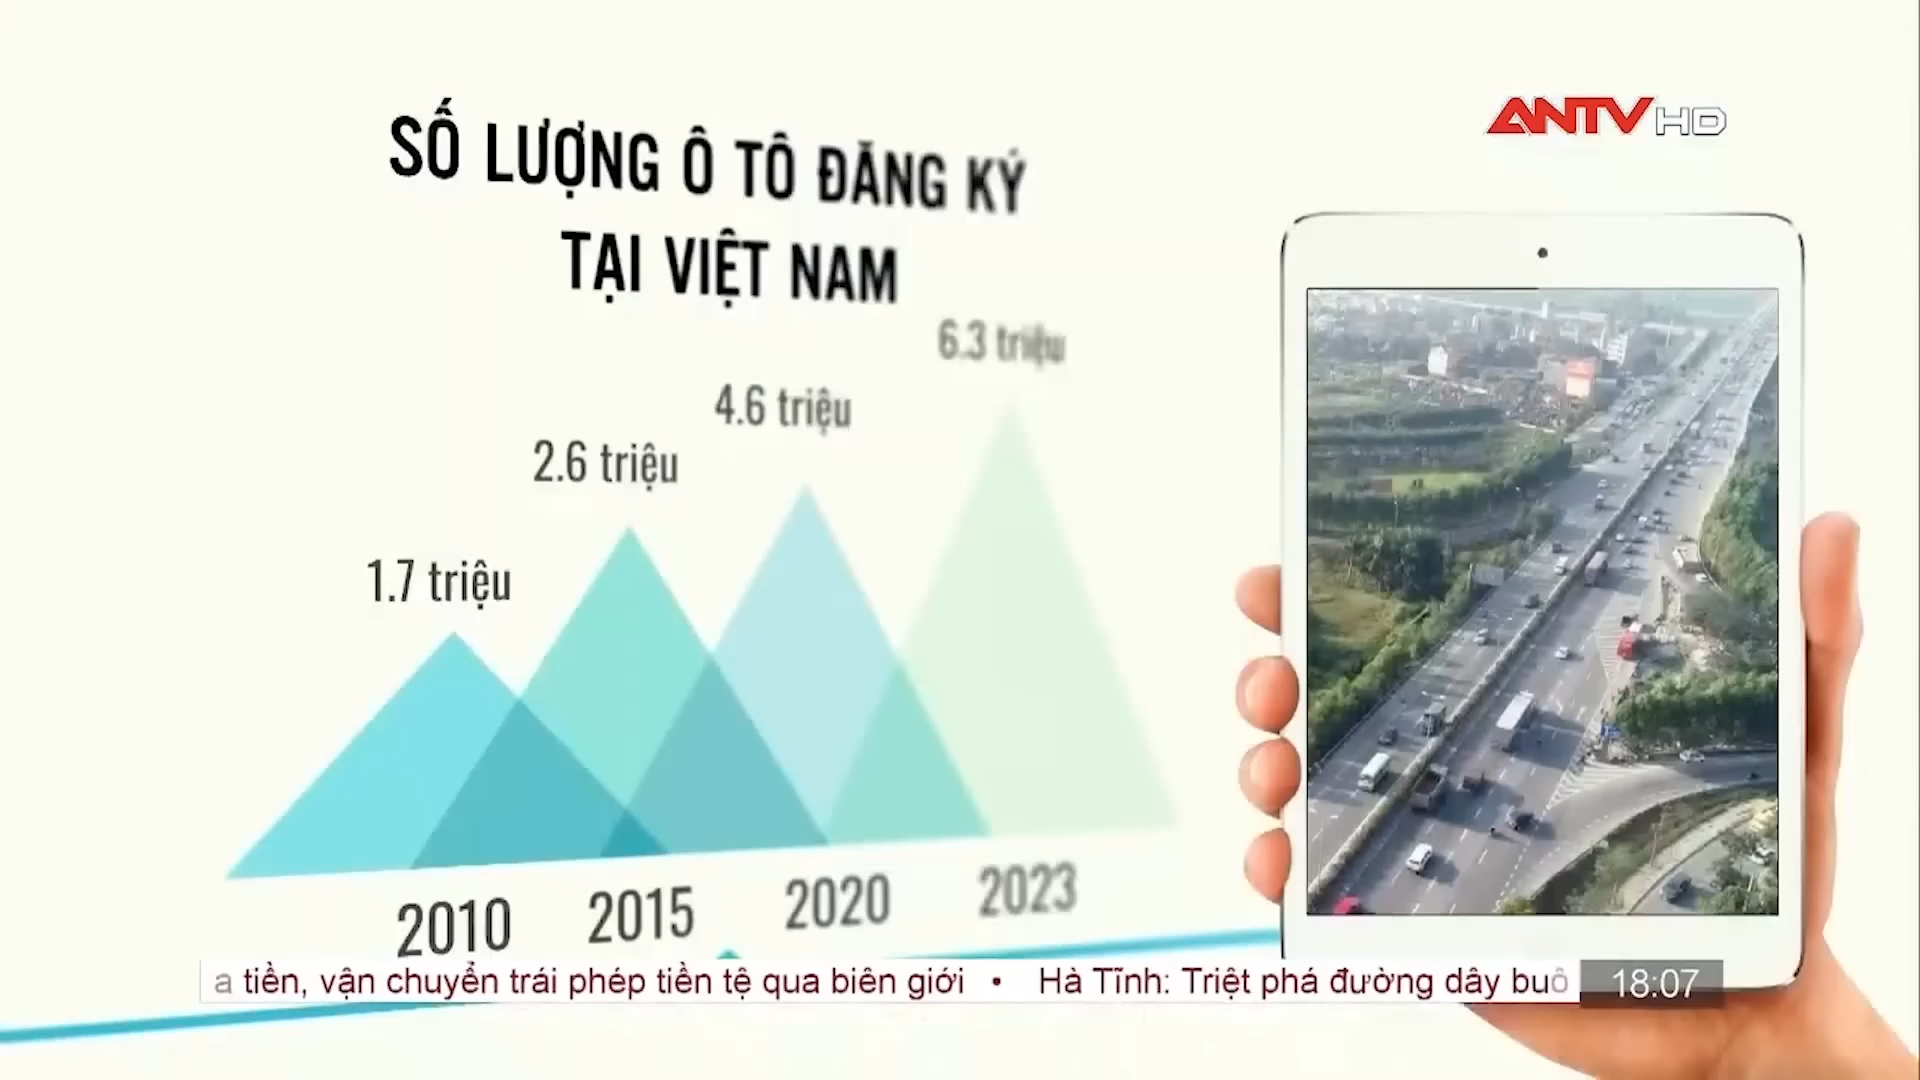 SỐ LƯỢNG Ô TÔ ĐĂNG KÝ
TẠI VIỆT NAM
ANTV HD
6.3 triệu
4.6 triệu
2.6 triệu
1.7 triệu
2010 2015 2020 2023
a tiền, vận chuyển trái phép tiền tệ qua biên giới • Hà Tĩnh: Triệt phá đường dây buô
18:07